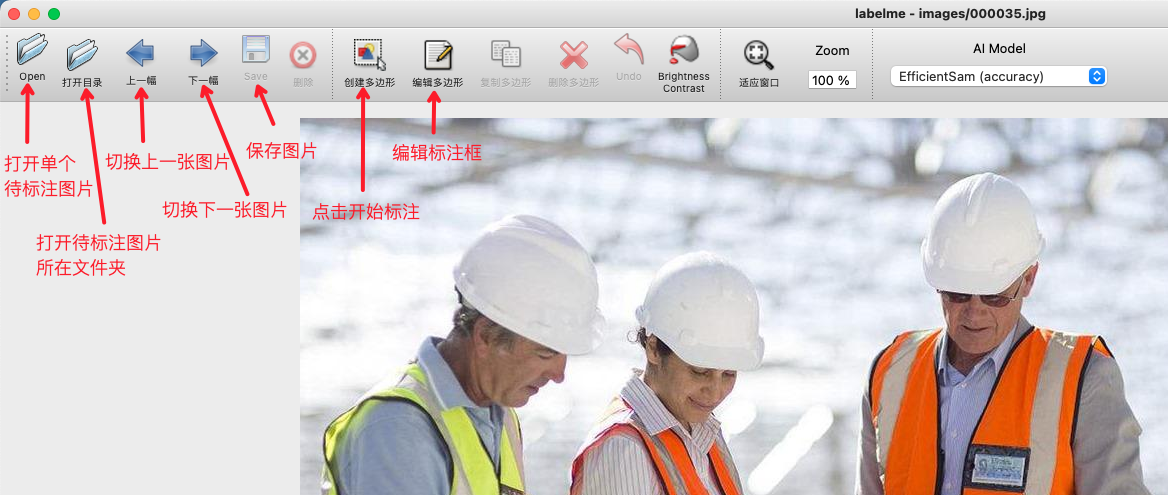 labelme - images/000035.jpg
Open
打开目录
上一幅
下一幅
Save
删除
创建多边形
编辑多边形
复制多边形
删除多边形
Undo
Brightness
Contrast
适应窗口
Zoom
100 %
AI Model
EfficientSam (accuracy)
打开单个
待标注图片
切换上一张图片
保存图片
编辑标注框
切换下一张图片
点击开始标注
打开待标注图片
所在文件夹